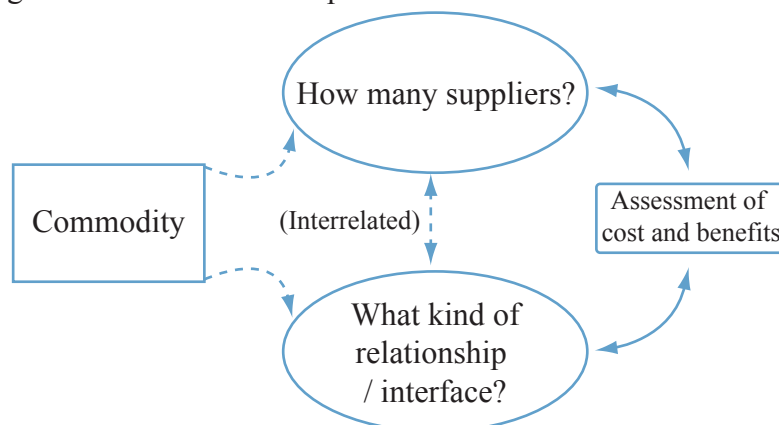 How many suppliers?
Commodity
(Interrelated)
Assessment of
cost and benefits
What kind of
relationship
/ interface?